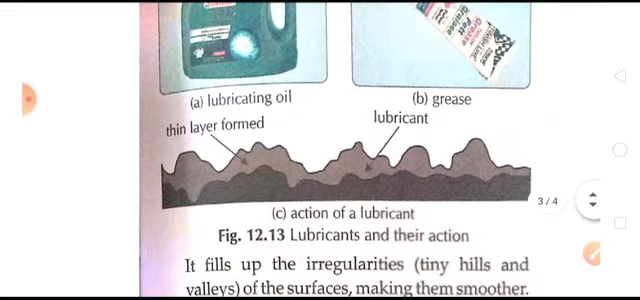 (a) lubricating oil
(b) grease
thin layer formed
lubricant
(c) action of a lubricant
Fig. 12.13 Lubricants and their action
It fills up the irregularities (tiny hills and
valleys) of the surfaces, making them smoother.
3/4